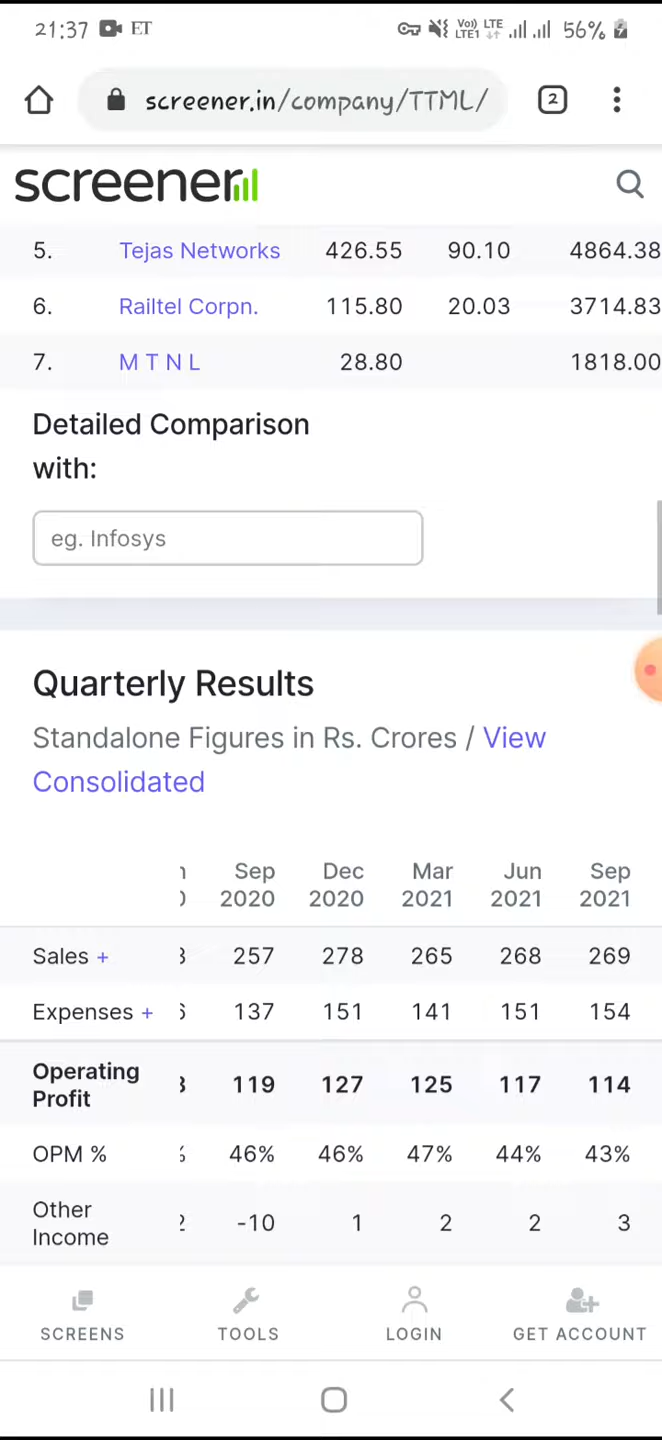 21:37 ET Vo)) LTE LTE1 56%
screener.in/company/TTML/ 2
screener
5. Tejas Networks 426.55 90.10 4864.38
6. Railtel Corpn. 115.80 20.03 3714.83
7. M T N L 28.80 1818.00
Detailed Comparison
with:
eg. Infosys
Quarterly Results
Standalone Figures in Rs. Crores / View
Consolidated
Sep Dec Mar Jun Sep
2020 2020 2021 2021 2021
Sales + 257 278 265 268 269
Expenses + 137 151 141 151 154
Operating
Profit 119 127 125 117 114
OPM % 46% 46% 47% 44% 43%
Other
Income -10 1 2 2 3
SCREENS TOOLS LOGIN GET ACCOUNT